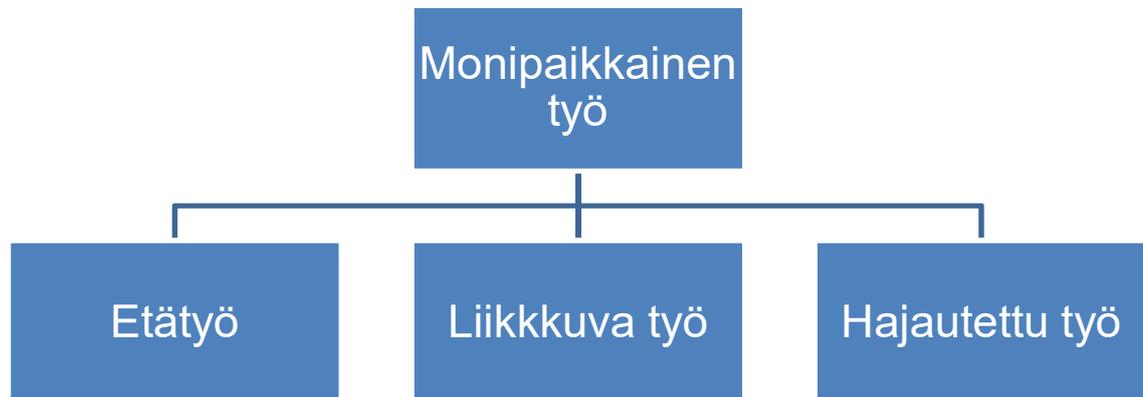 Monipaikkainen
työ
Etätyö
Liikkkuva työ
Hajautettu työ